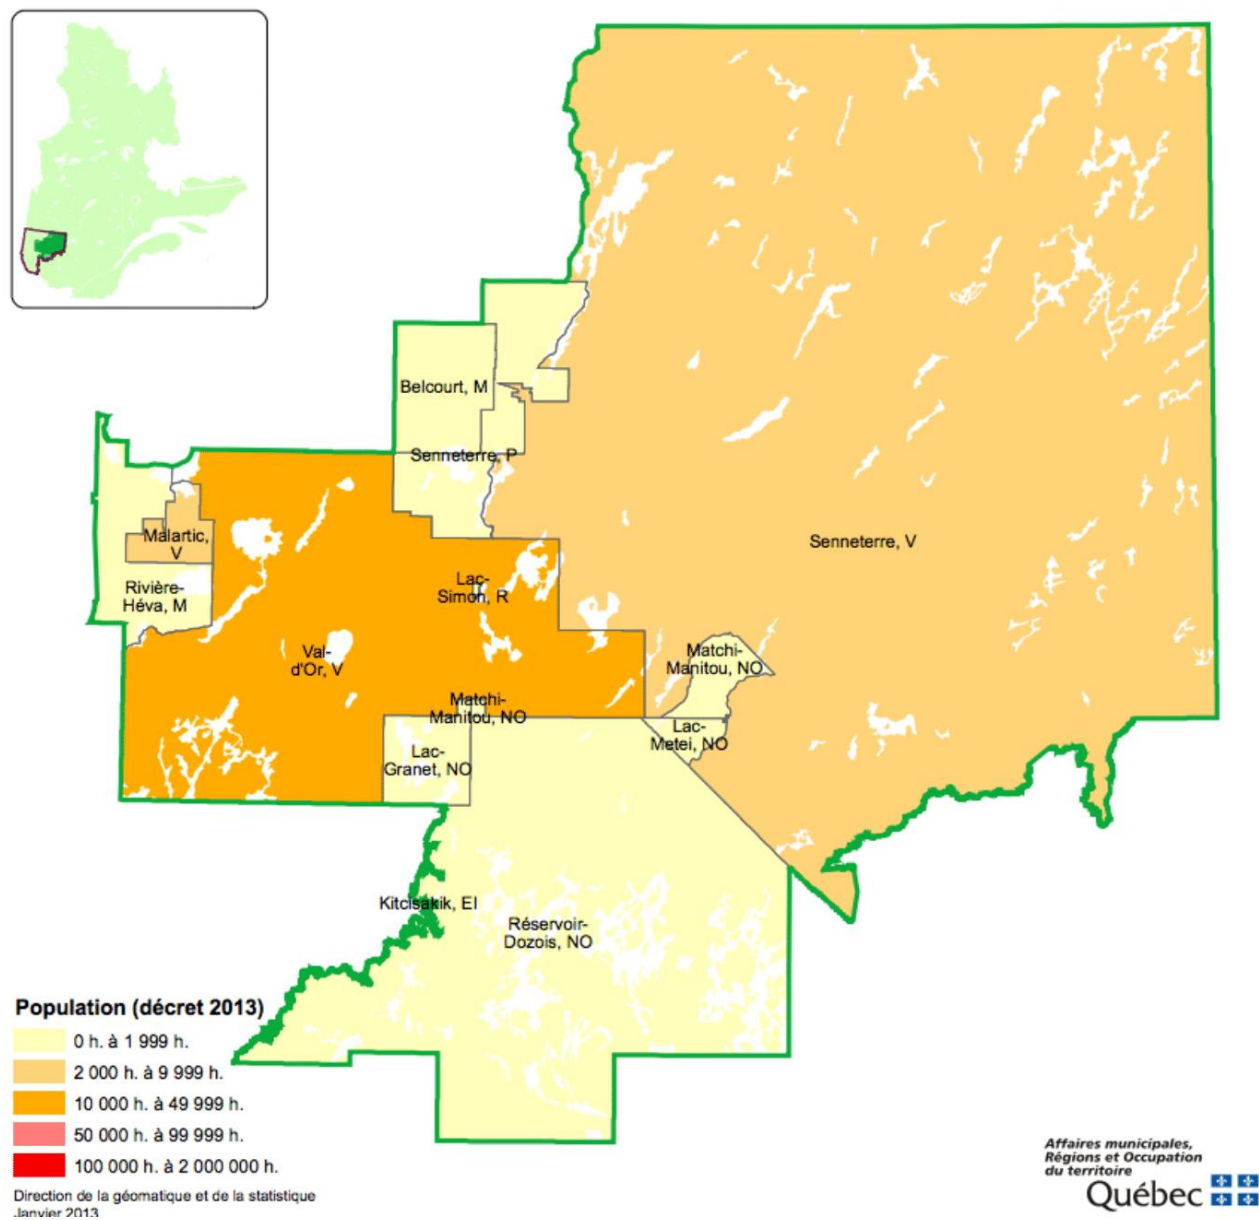 Belcourt, M
Senneterre, P
Malartic,
V
Rivière-
Héva, M
Lac-
Simon, R
Senneterre, V
Val-
d'Or, V
Matchi-
Manitou, NO
Matchi-
Manitou, NO
Lac-
Metei, NO
Lac-
Granet, NO
Kitcisakik, EI
Réservoir-
Dozois, NO
Population (décret 2013)
0 h. à 1 999 h.
2 000 h. à 9 999 h.
10 000 h. à 49 999 h.
50 000 h. à 99 999 h.
100 000 h. à 2 000 000 h.
Direction de la géomatique et de la statistique
Janvier 2013
Affaires municipales,
Régions et Occupation
du territoire
Québec